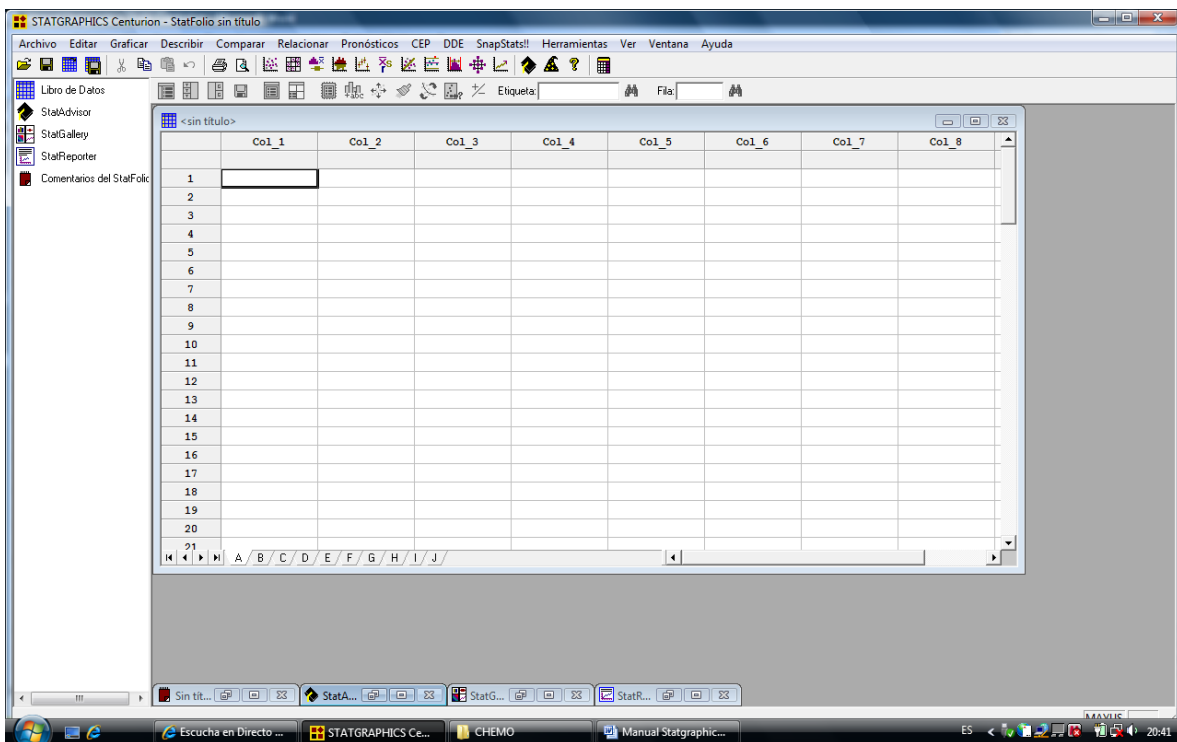 STATGRAPHICS Centurion - StatFolio sin título
Archivo Editar Graficar Describir Comparar Relacionar Pronósticos CEP DDE SnapStats!! Herramientas Ver Ventana Ayuda
Libro de Datos
Etiqueta: Fila:
StatAdvisor
StatGallery
StatReporter
Comentarios del StatFolio
<sin título>
Col_1 Col_2 Col_3 Col_4 Col_5 Col_6 Col_7 Col_8
1
2
3
4
5
6
7
8
9
10
11
12
13
14
15
16
17
18
19
20
21
A / B / C / D / E / F / G / H / I / J /
Sin tít... StatA... StatG... StatR...
MAYUS
Escucha en Directo ... STATGRAPHICS Ce... CHEMO Manual Statgraphic... ES 20:41